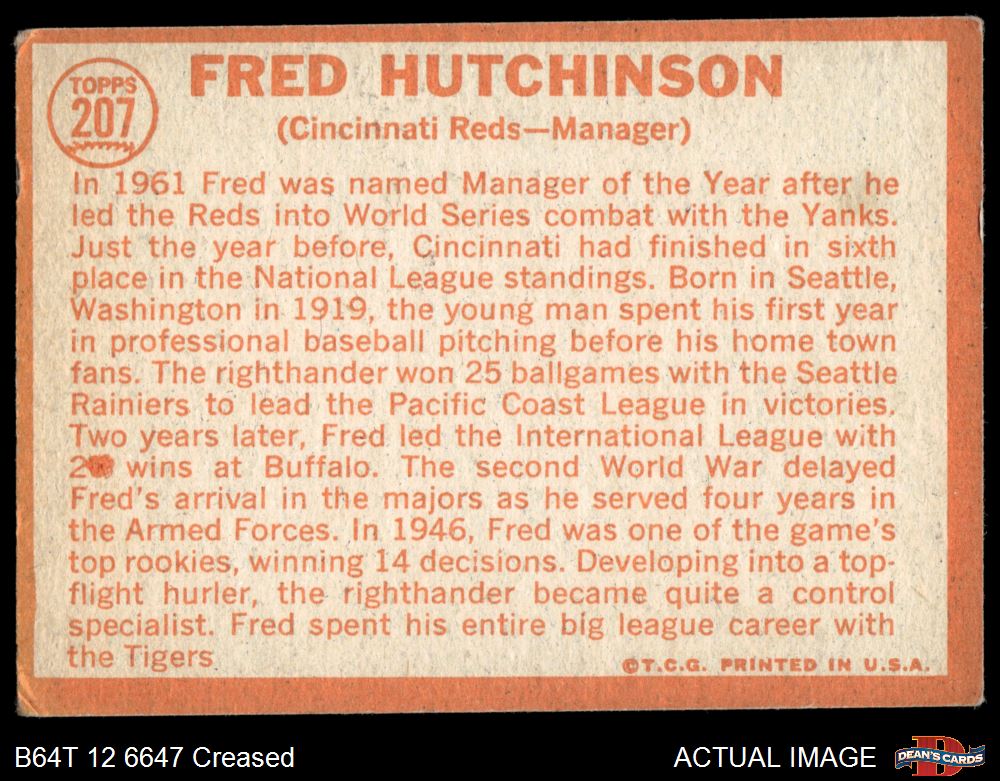 TOPPS
207
FRED HUTCHINSON
(Cincinnati Reds—Manager)
In 1961 Fred was named Manager of the Year after he
led the Reds into World Series combat with the Yanks.
Just the year before, Cincinnati had finished in sixth
place in the National League standings. Born in Seattle,
Washington in 1919, the young man spent his first year
in professional baseball pitching before his home town
fans. The righthander won 25 ballgames with the Seattle
Rainiers to lead the Pacific Coast League in victories.
Two years later, Fred led the International League with
wins at Buffalo. The second World War delayed
Fred's arrival in the majors as he served four years in
the Armed Forces. In 1946, Fred was one of the game's
top rookies, winning 14 decisions. Developing into a top-
flight hurler, the righthander became quite a control
specialist. Fred spent his entire big league career with
the Tigers
©T.C.G. PRINTED IN U.S.A.
B64T 12 6647 Creased
ACTUAL IMAGE
D
DEAN'S CARDS